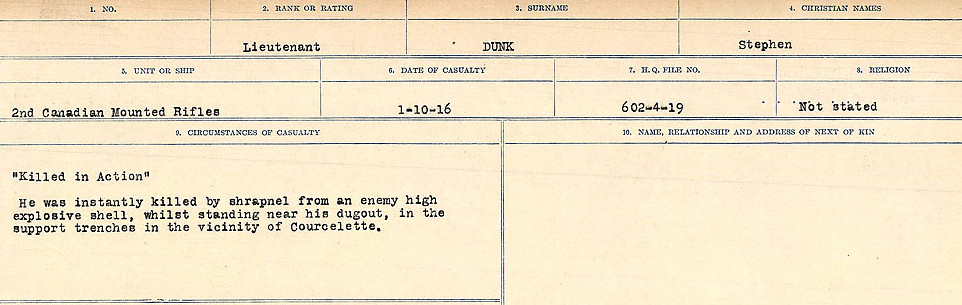 1. NO. 2. RANK OR RATING 3. SURNAME 4. CHRISTIAN NAMES
Lieutenant DUNK Stephen
5. UNIT OR SHIP 6. DATE OF CASUALTY 7. H.Q. FILE NO. 8. RELIGION
2nd Canadian Mounted Rifles 1-10-16 602-4-19 Not stated
9. CIRCUMSTANCES OF CASUALTY 10. NAME, RELATIONSHIP AND ADDRESS OF NEXT OF KIN
"Killed in Action"
He was instantly killed by shrapnel from an enemy high
explosive shell, whilst standing near his dugout, in the
support trenches in the vicinity of Courcelette.